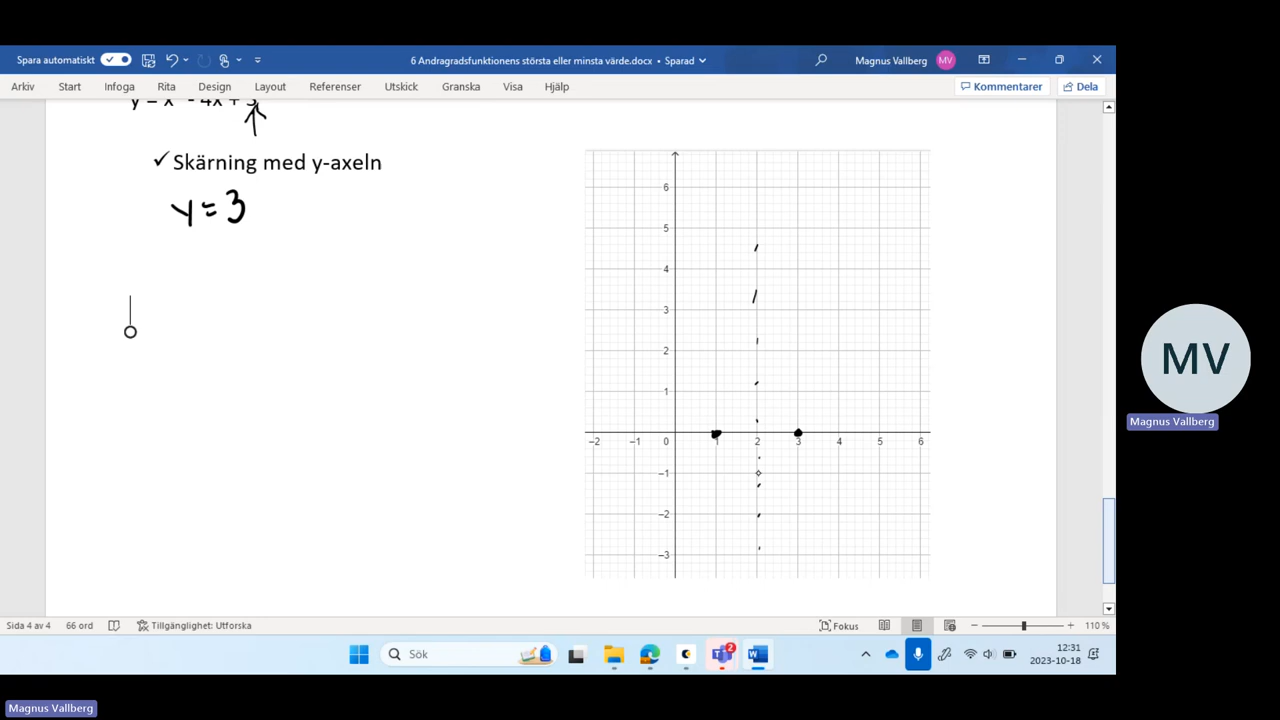 Spara automatiskt
6 Andragradsfunktionens största eller minsta värde.docx • Sparad
Magnus Vallberg
MV
Arkiv Start Infoga Rita Design Layout Referenser Utskick Granska Visa Hjälp
Kommentarer
Dela
y = x - 4x + 3
Skärning med y-axeln
y = 3
6
5
4
3
2
1
-2 -1 0 1 2 3 4 5 6
-1
-2
-3
MV
Magnus Vallberg
Sida 4 av 4 66 ord Tillgänglighet: Utforska
Fokus
110 %
Sök
2
12:31
2023-10-18
Magnus Vallberg